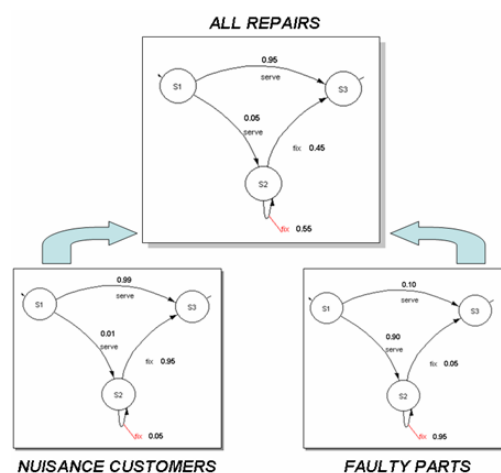 ALL REPAIRS
0.95
S1
serve
S3
0.05
serve
fix 0.45
S2
fix 0.55
0.99
S1
serve
S3
0.01
serve
fix 0.95
S2
fix 0.05
NUISANCE CUSTOMERS
0.10
S1
serve
S3
0.90
serve
fix 0.05
S2
fix 0.95
FAULTY PARTS